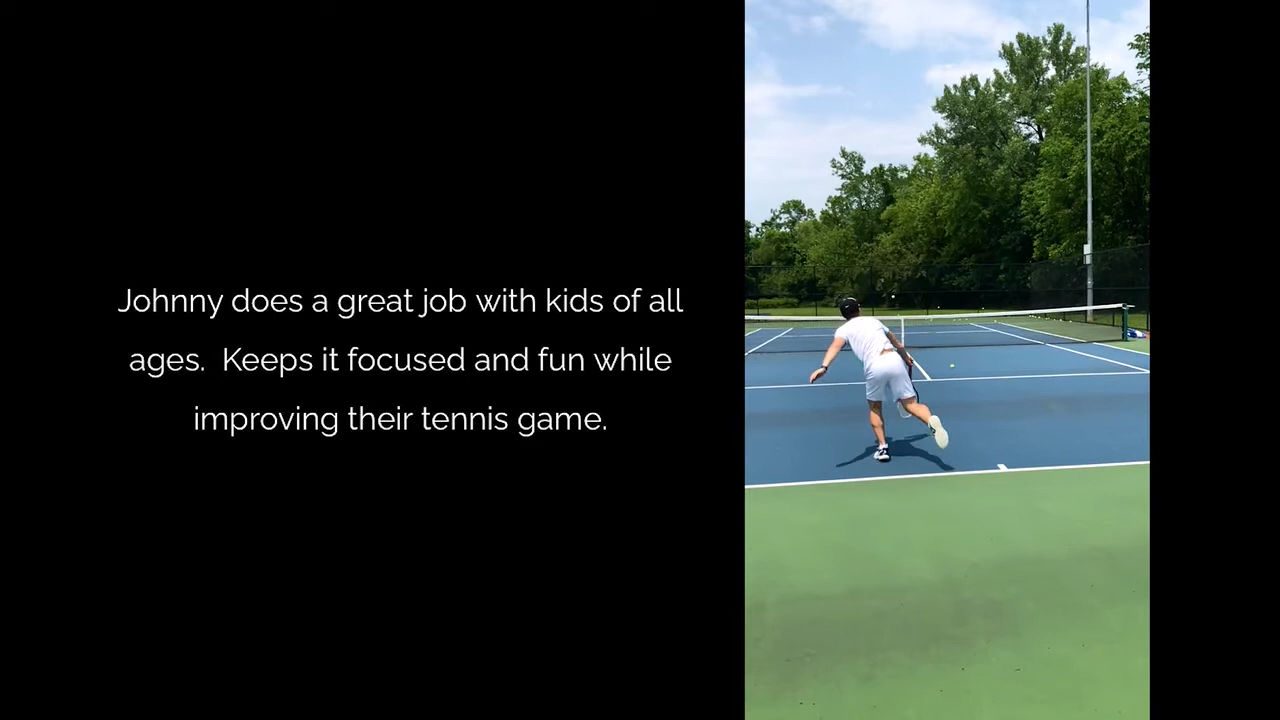 Johnny does a great job with kids of all
ages.  Keeps it focused and fun while
improving their tennis game.